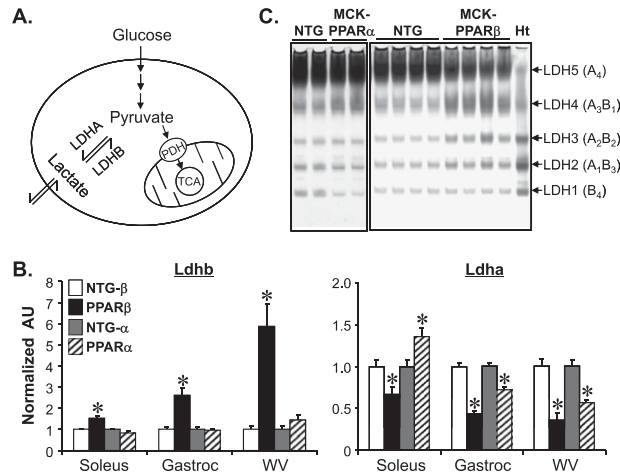 A.
Glucose
Pyruvate
LDHA
LDHB
Lactate
PDH
TCA
C.
NTG
MCK-
PPARα
NTG
MCK-
PPARβ
Ht
LDH5 (A4)
LDH4 (A3B1)
LDH3 (A2B2)
LDH2 (A1B3)
LDH1 (B4)
B.
Ldhb
Normalized AU
8
7
6
5
4
3
2
1
0
NTG-β
PPARβ
NTG-α
PPARα
*
*
*
Soleus
Gastroc
WV
Ldha
2.0
1.5
1.0
0.5
0
*
*
*
*
*
*
Soleus
Gastroc
WV